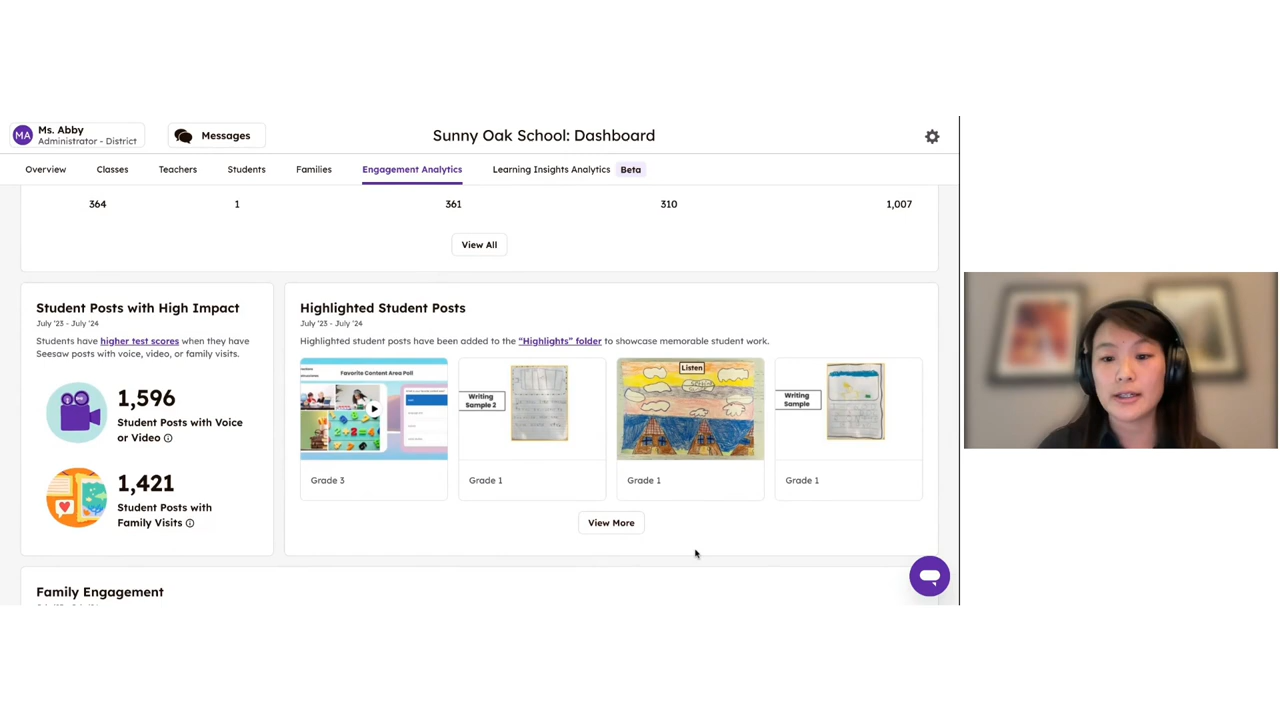 MA
Ms. Abby
Administrator - District
Messages
Sunny Oak School: Dashboard
Overview
Classes
Teachers
Students
Families
Engagement Analytics
Learning Insights Analytics
Beta
364
1
361
310
1,007
View All
Student Posts with High Impact
July '23 - July '24
Students have higher test scores when they have
Seesaw posts with voice, video, or family visits.
1,596
Student Posts with Voice
or Video
1,421
Student Posts with
Family Visits
Highlighted Student Posts
July '23 - July '24
Highlighted student posts have been added to the "Highlights" folder to showcase memorable student work.
Favorite Content Area Poll
2+2=4
Grade 3
Writing
Sample 2
Grade 1
Listen
Grade 1
Writing
Sample
Grade 1
View More
Family Engagement